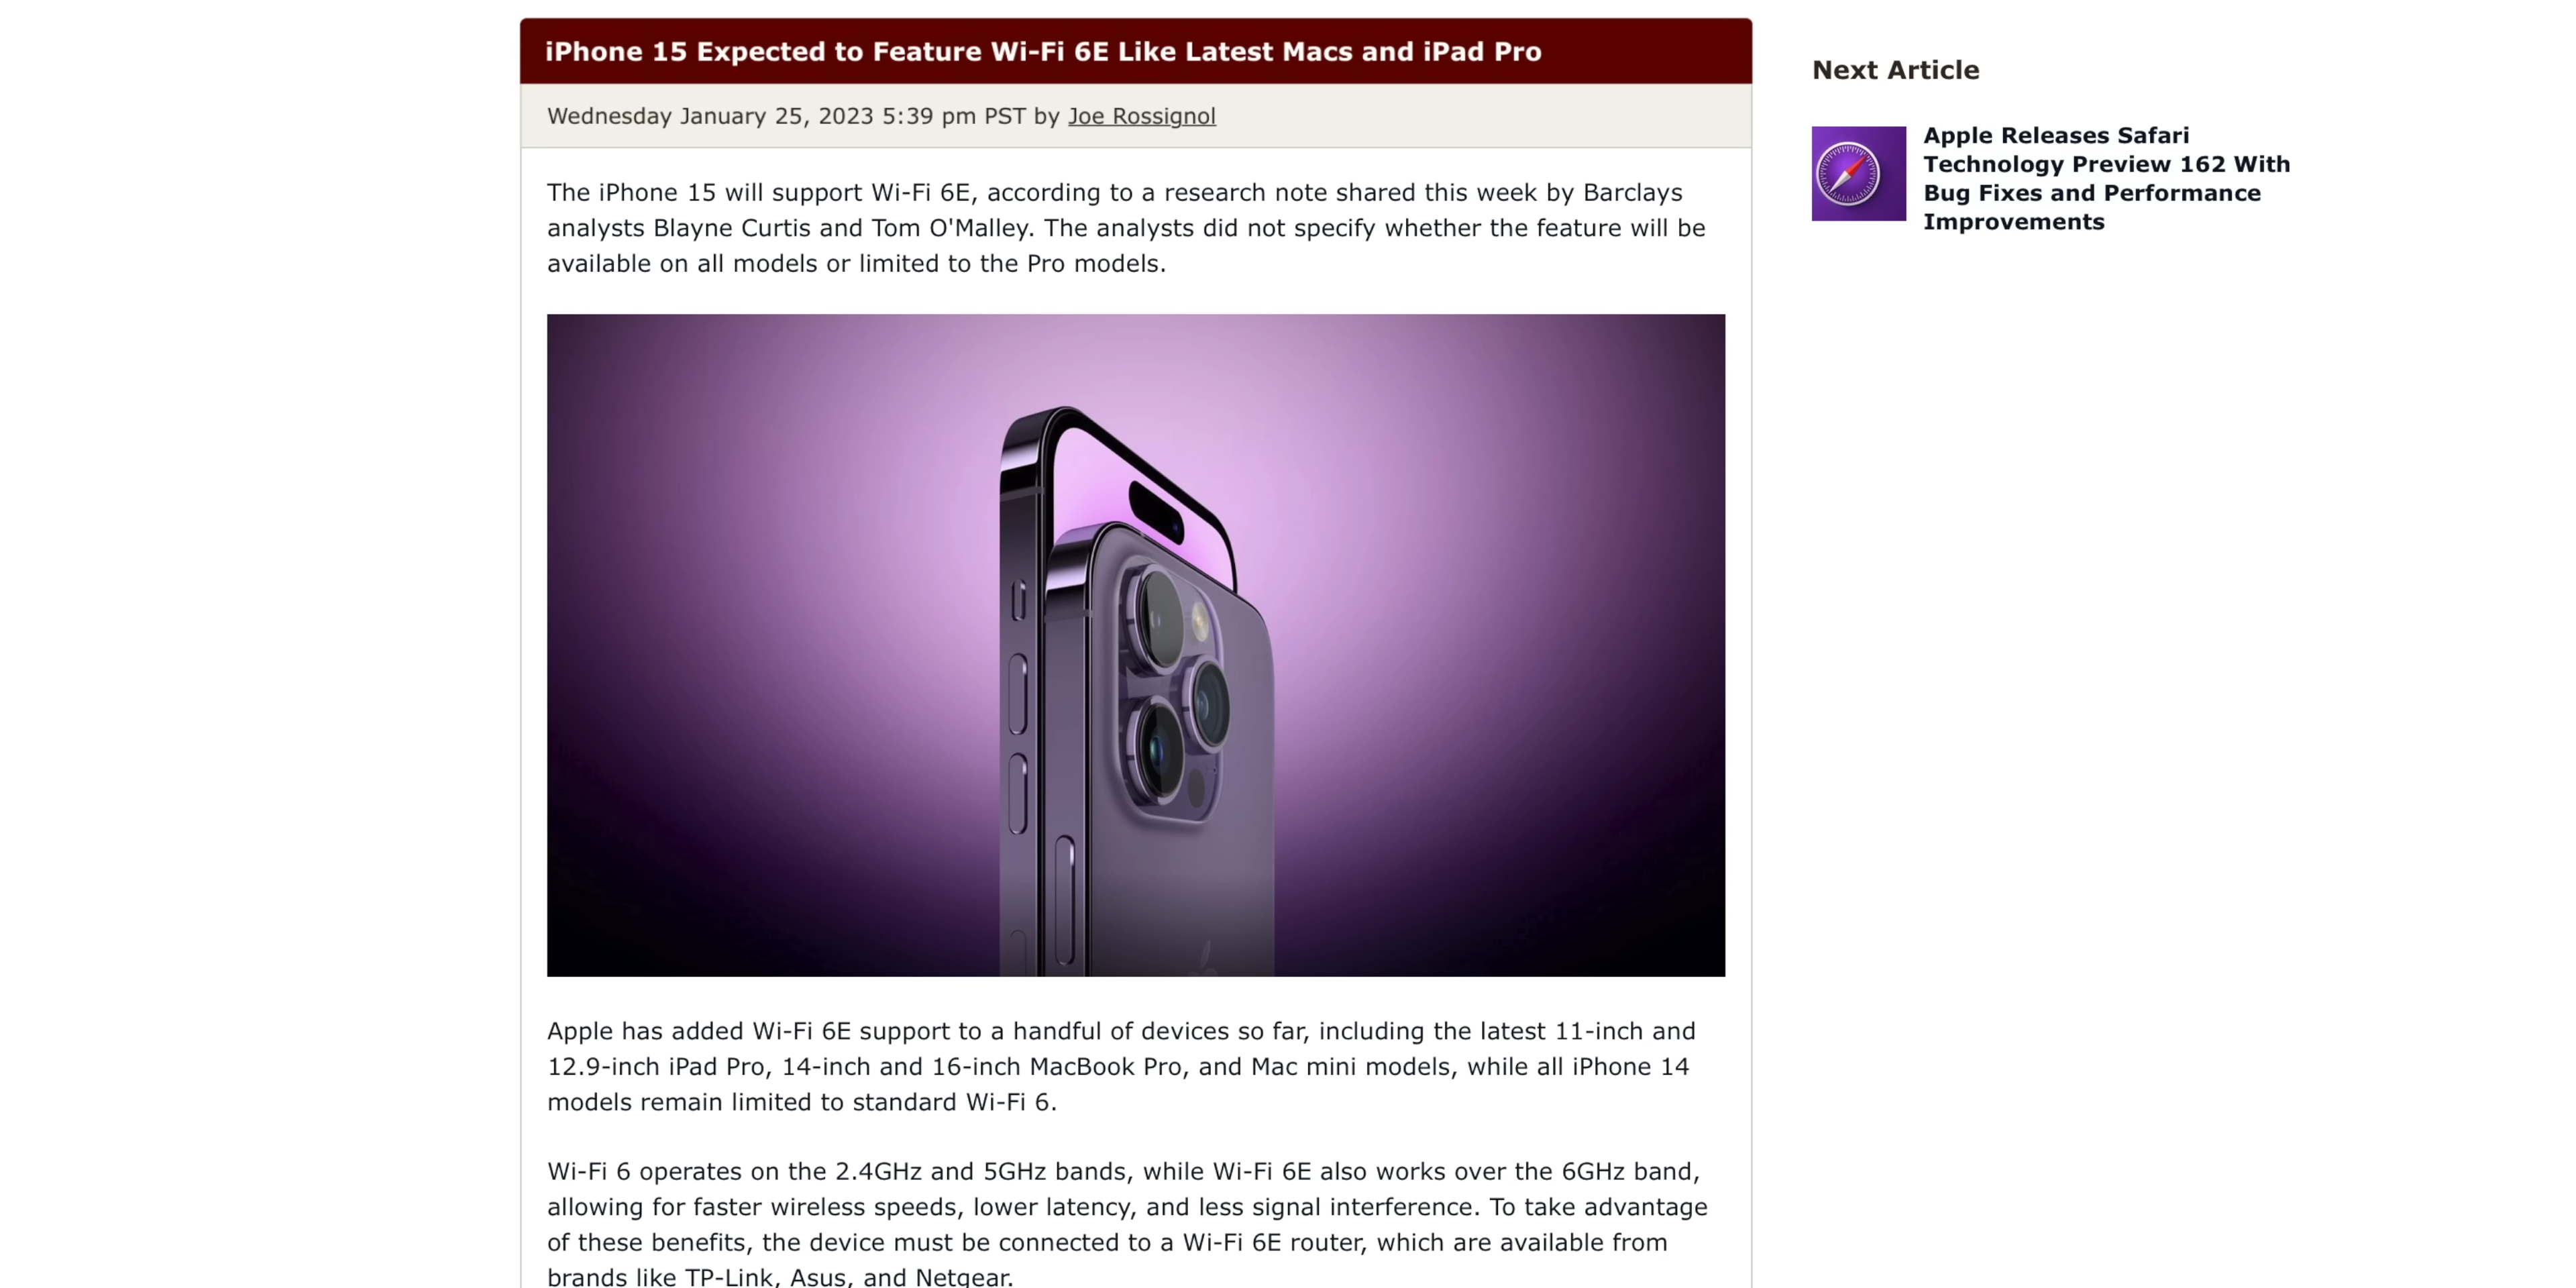 iPhone 15 Expected to Feature Wi-Fi 6E Like Latest Macs and iPad Pro
Wednesday January 25, 2023 5:39 pm PST by Joe Rossignol
The iPhone 15 will support Wi-Fi 6E, according to a research note shared this week by Barclays
analysts Blayne Curtis and Tom O'Malley. The analysts did not specify whether the feature will be
available on all models or limited to the Pro models.
Apple has added Wi-Fi 6E support to a handful of devices so far, including the latest 11-inch and
12.9-inch iPad Pro, 14-inch and 16-inch MacBook Pro, and Mac mini models, while all iPhone 14
models remain limited to standard Wi-Fi 6.
Wi-Fi 6 operates on the 2.4GHz and 5GHz bands, while Wi-Fi 6E also works over the 6GHz band,
allowing for faster wireless speeds, lower latency, and less signal interference. To take advantage
of these benefits, the device must be connected to a Wi-Fi 6E router, which are available from
brands like TP-Link, Asus, and Netgear.
Next Article
Apple Releases Safari
Technology Preview 162 With
Bug Fixes and Performance
Improvements